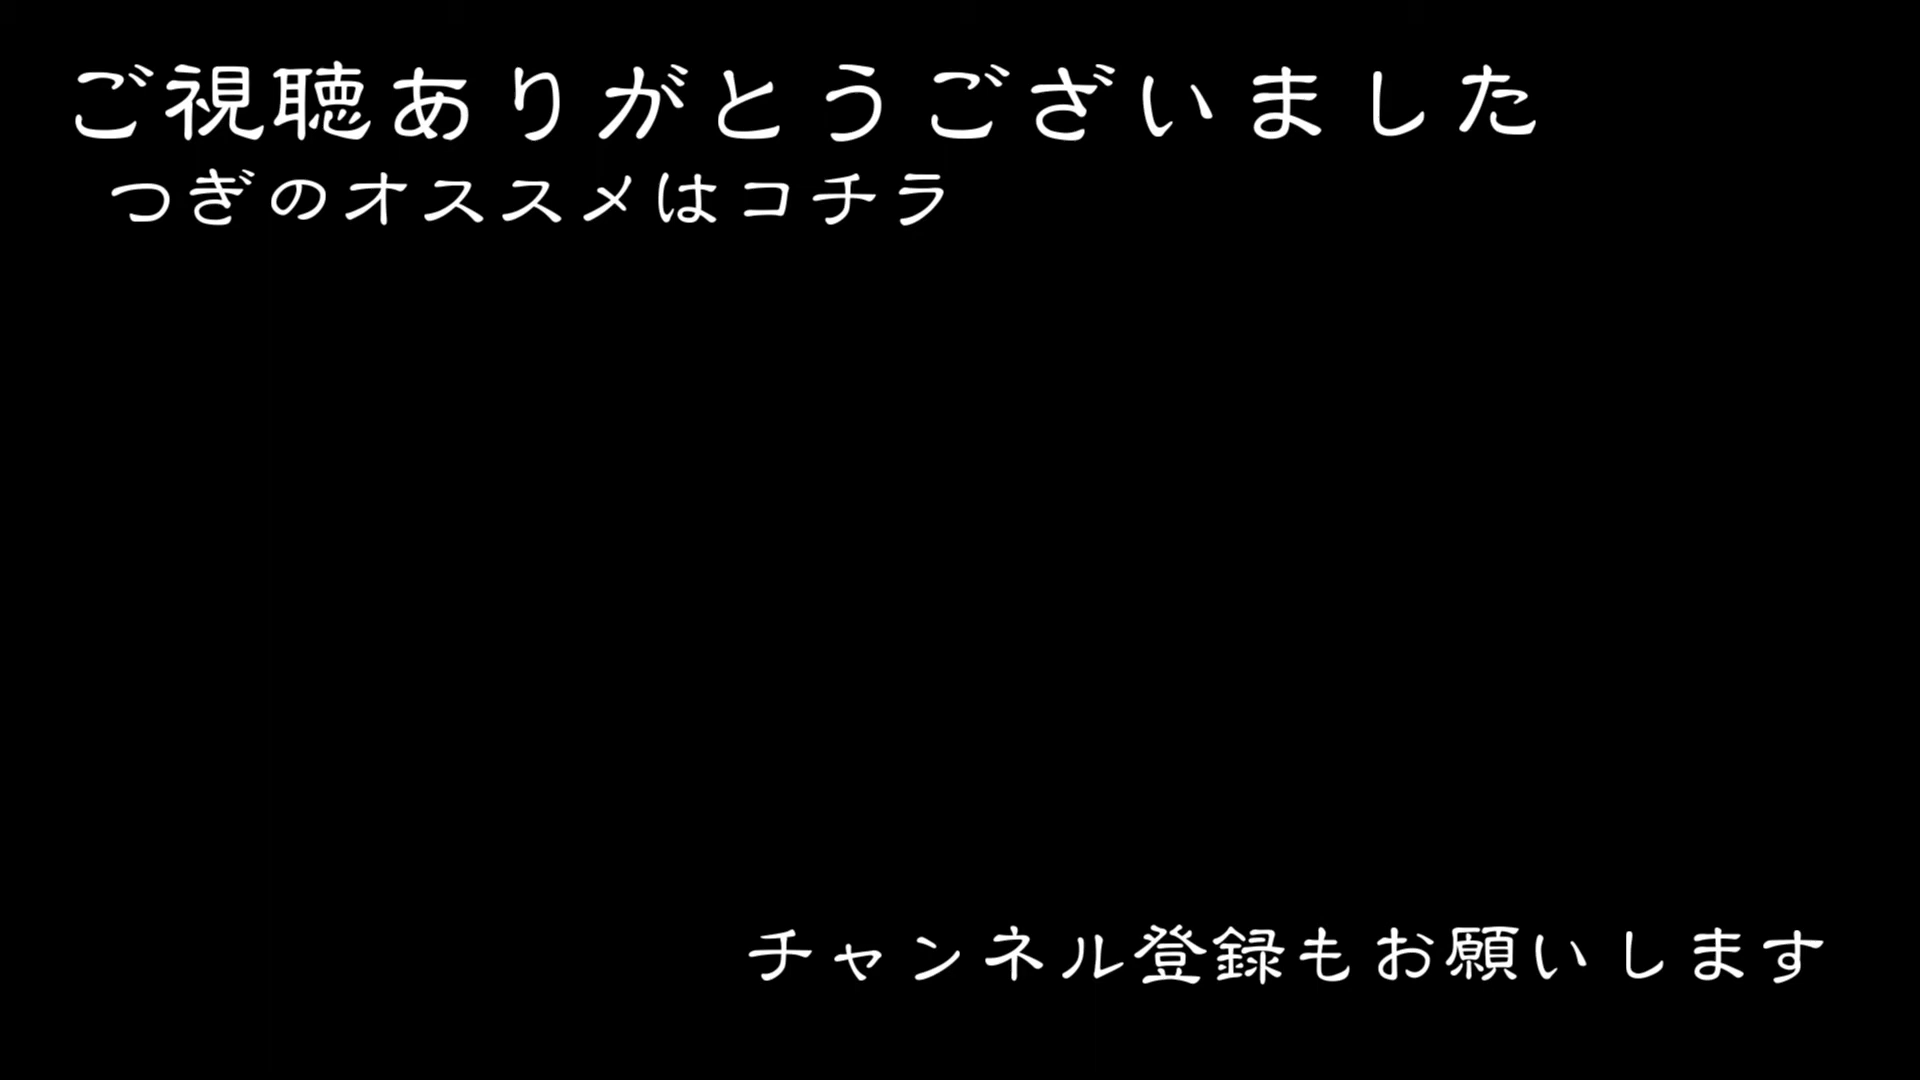 ご視聴ありがとうございました
つぎのオススメはコチラ
チャンネル登録もお願いします